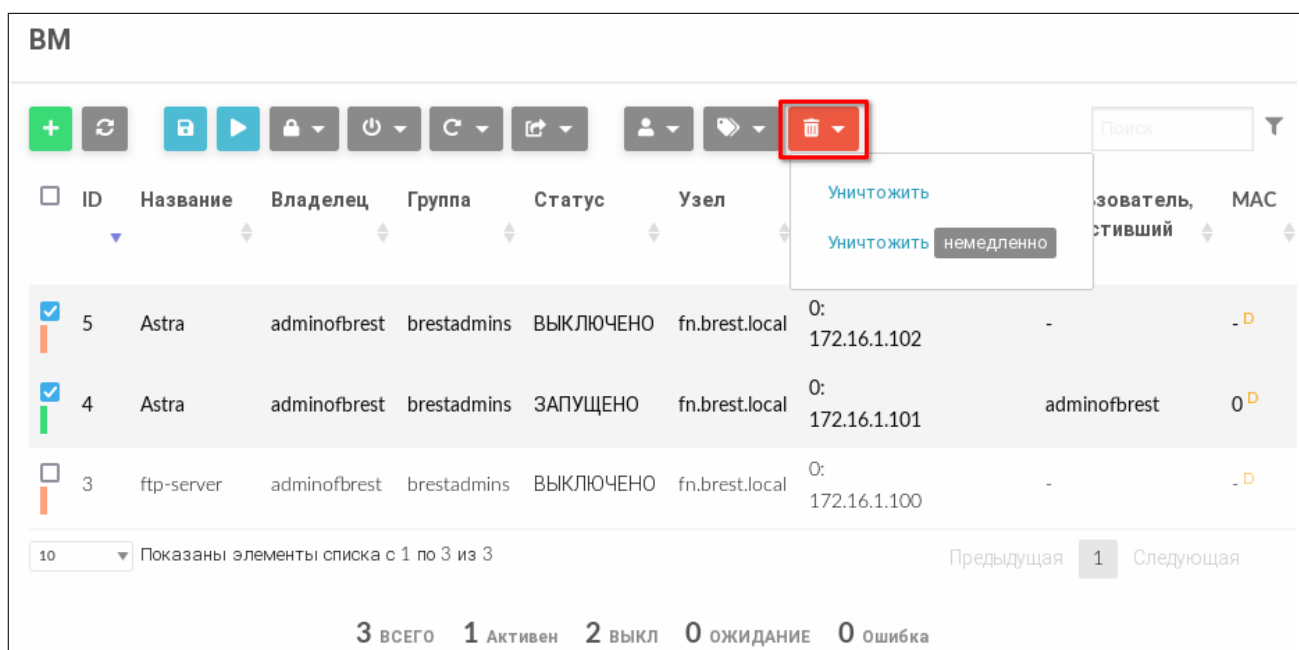 ВМ
Поиск
ID Название Владелец Группа Статус Узел зователь, MAC
стивший
Уничтожить
Уничтожить немедленно
5 Astra adminofbrest brestadmins ВЫКЛЮЧЕНО fn.brest.local 0: - - D
172.16.1.102
4 Astra adminofbrest brestadmins ЗАПУЩЕНО fn.brest.local 0: adminofbrest 0 D
172.16.1.101
3 ftp-server adminofbrest brestadmins ВЫКЛЮЧЕНО fn.brest.local 0: - - D
172.16.1.100
10 Показаны элементы списка с 1 по 3 из 3 Предыдущая 1 Следующая
3 ВСЕГО 1 Активен 2 ВЫКЛ 0 ОЖИДАНИЕ 0 Ошибка